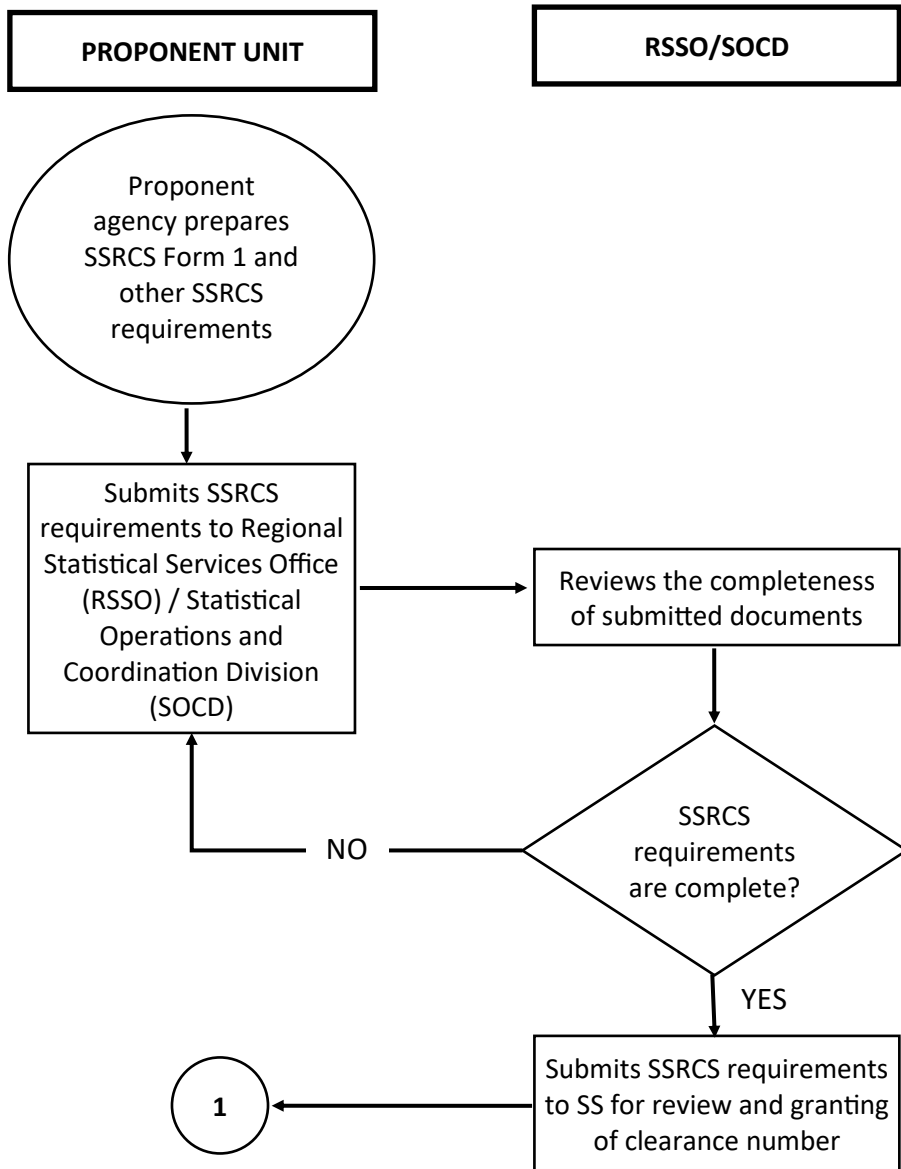 PROPONENT UNIT
RSSO/SOCD
Proponent
agency prepares
SSRCS Form 1 and
other SSRCS
requirements
Submits SSRCS
requirements to Regional
Statistical Services Office
(RSSO) / Statistical
Operations and
Coordination Division
(SOCD)
Reviews the completeness
of submitted documents
SSRCS
requirements
are complete?
NO
YES
Submits SSRCS requirements
to SS for review and granting
of clearance number
1